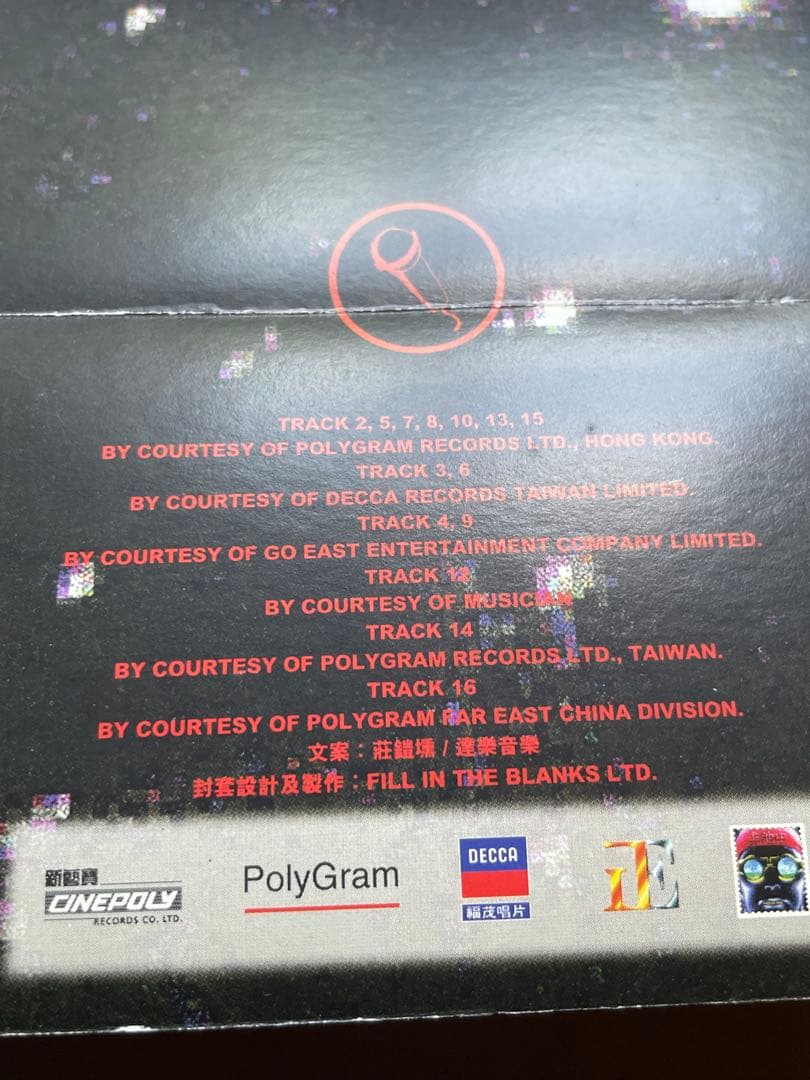 TRACK 2, 5, 7, 8, 10, 13, 15
BY COURTESY OF POLYGRAM RECORDS LTD., HONG KONG.
TRACK 3, 6
BY COURTESY OF DECCA RECORDS TAIWAN LIMITED.
TRACK 4, 9
BY COURTESY OF GO EAST ENTERTAINMENT COMPANY LIMITED.
TRACK 12
BY COURTESY OF MUSICIAN
TRACK 14
BY COURTESY OF POLYGRAM RECORDS LTD., TAIWAN.
TRACK 16
BY COURTESY OF POLYGRAM FAR EAST CHINA DIVISION.
文案：莊鎧壎 / 達樂音樂
封套設計及製作：FILL IN THE BLANKS LTD.
新藝寶
CINEPOLY
RECORDS CO. LTD.
PolyGram
DECCA
福茂唱片
GE